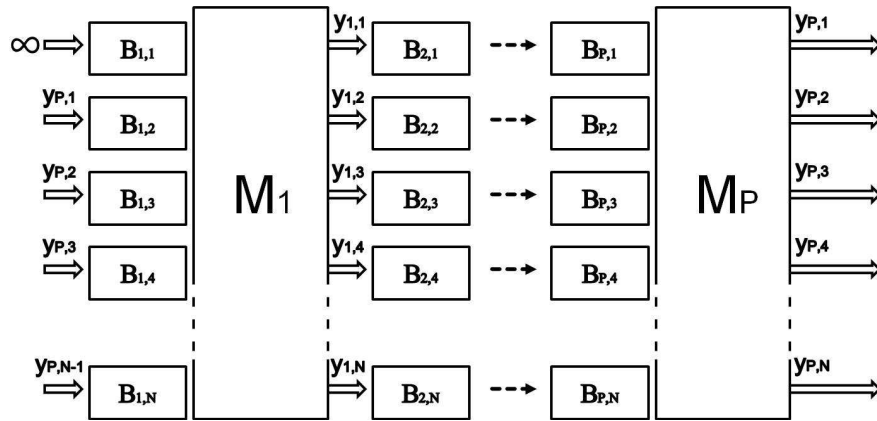 ∞ B1,1 y1,1 B2,1 BP,1 yP,1
yP,1 B1,2 y1,2 B2,2 BP,2 yP,2
yP,2 B1,3 M1 y1,3 B2,3 BP,3 MP yP,3
yP,3 B1,4 y1,4 B2,4 BP,4 yP,4
yP,N-1 B1,N y1,N B2,N BP,N yP,N